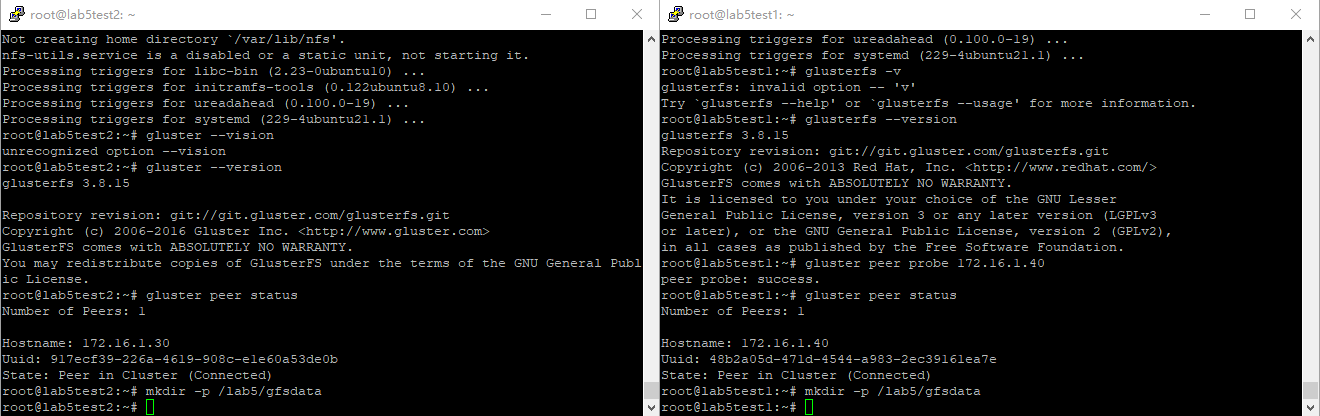 root@lab5test2: ~
Not creating home directory `/var/lib/nfs'.
nfs-utils.service is a disabled or a static unit, not starting it.
Processing triggers for libc-bin (2.23-0ubuntu10) ...
Processing triggers for initramfs-tools (0.122ubuntu8.10) ...
Processing triggers for ureadahead (0.100.0-19) ...
Processing triggers for systemd (229-4ubuntu21.1) ...
root@lab5test2:~# gluster --vision
unrecognized option --vision
root@lab5test2:~# gluster --version
glusterfs 3.8.15
Repository revision: git://git.gluster.com/glusterfs.git
Copyright (c) 2006-2016 Gluster Inc. <http://www.gluster.com>
GlusterFS comes with ABSOLUTELY NO WARRANTY.
You may redistribute copies of GlusterFS under the terms of the GNU General Publ
ic License.
root@lab5test2:~# gluster peer status
Number of Peers: 1
Hostname: 172.16.1.30
Uuid: 917ecf39-226a-4619-908c-e1e60a53de0b
State: Peer in Cluster (Connected)
root@lab5test2:~# mkdir -p /lab5/gfsdata
root@lab5test2:~#
root@lab5test1: ~
Processing triggers for ureadahead (0.100.0-19) ...
Processing triggers for systemd (229-4ubuntu21.1) ...
root@lab5test1:~# glusterfs -v
glusterfs: invalid option -- 'v'
Try `glusterfs --help' or `glusterfs --usage' for more information.
root@lab5test1:~# glusterfs --version
glusterfs 3.8.15
Repository revision: git://git.gluster.com/glusterfs.git
Copyright (c) 2006-2013 Red Hat, Inc. <http://www.redhat.com/>
GlusterFS comes with ABSOLUTELY NO WARRANTY.
It is licensed to you under your choice of the GNU Lesser
General Public License, version 3 or any later version (LGPLv3
or later), or the GNU General Public License, version 2 (GPLv2),
in all cases as published by the Free Software Foundation.
root@lab5test1:~# gluster peer probe 172.16.1.40
peer probe: success.
root@lab5test1:~# gluster peer status
Number of Peers: 1
Hostname: 172.16.1.40
Uuid: 48b2a05d-471d-4544-a983-2ec39161ea7e
State: Peer in Cluster (Connected)
root@lab5test1:~# mkdir -p /lab5/gfsdata
root@lab5test1:~#